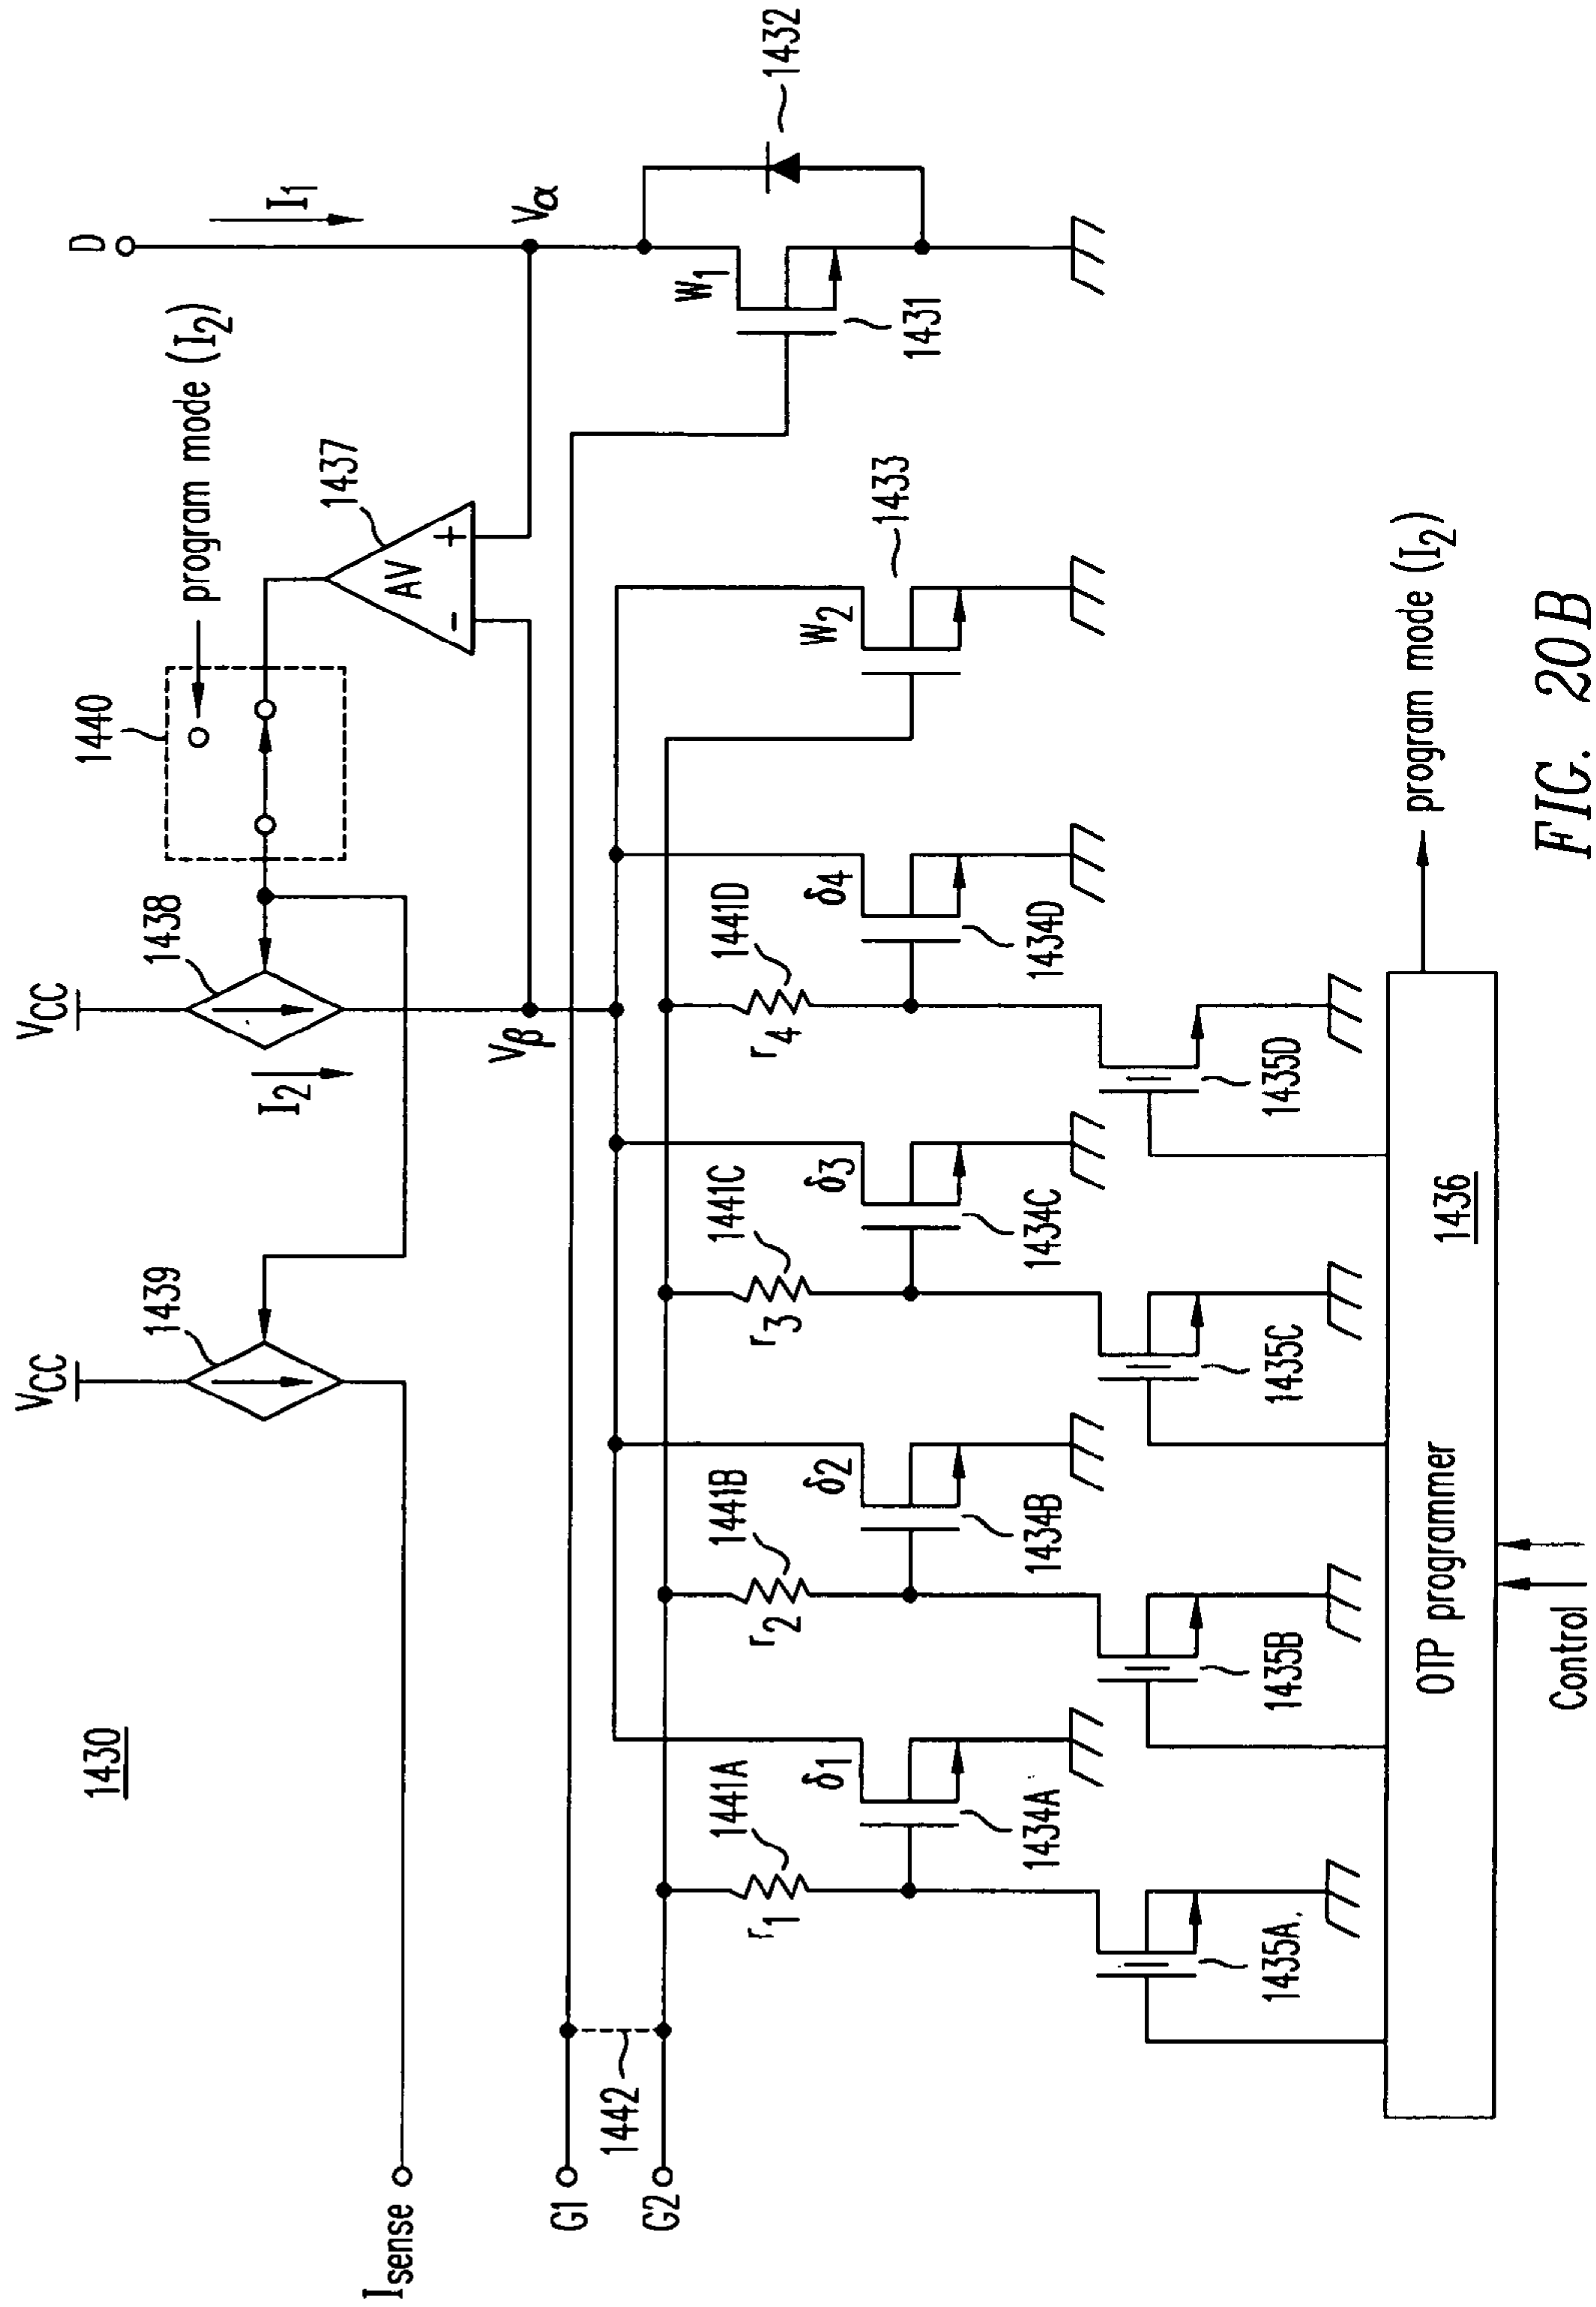 1430
VCC
1439
VCC
1438
I2
1440
program mode (I2)
1437
AV
-
+
D
I1
Vα
Vβ
W1
1431
1432
Isense
G1
1442
G2
r1
1441A
δ1
1434A
1435A
r2
1441B
δ2
1434B
1435B
r3
1441C
δ3
1434C
1435C
r4
1441D
δ4
1434D
1435D
W2
1433
OTP programmer
1436
program mode (I2)
Control
FIG. 20B